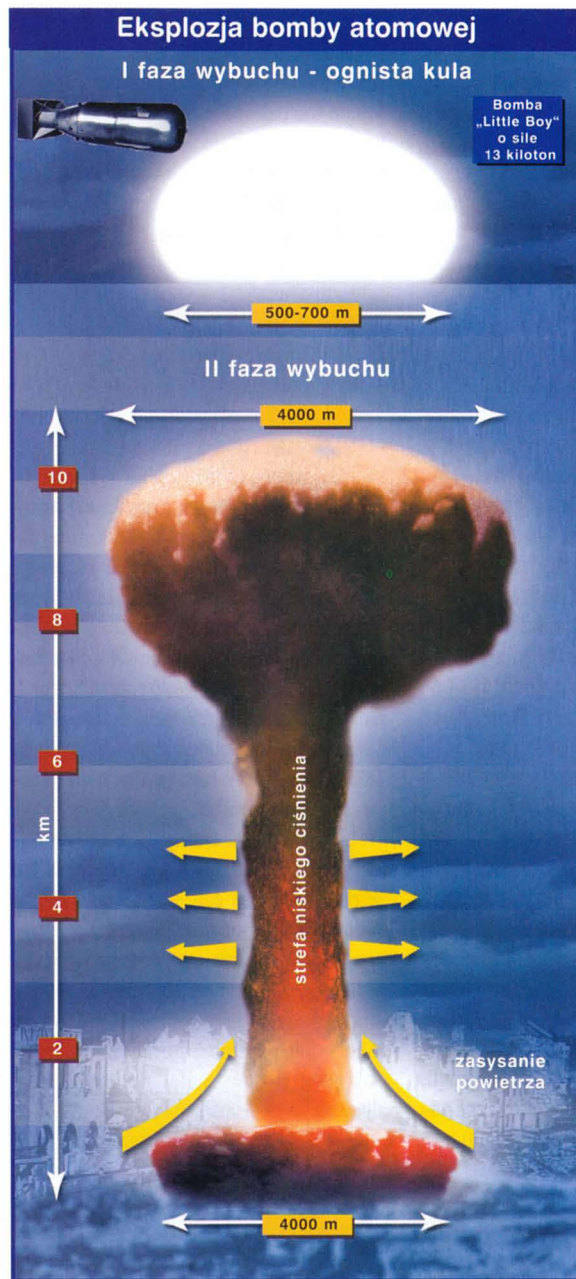 Eksplozja bomby atomowej
I faza wybuchu - ognista kula
Bomba
„Little Boy“
o sile
13 kiloton
500-700 m
II faza wybuchu
4000 m
10
8
6
km
4
2
strefa niskiego ciśnienia
zasysanie
powietrza
4000 m